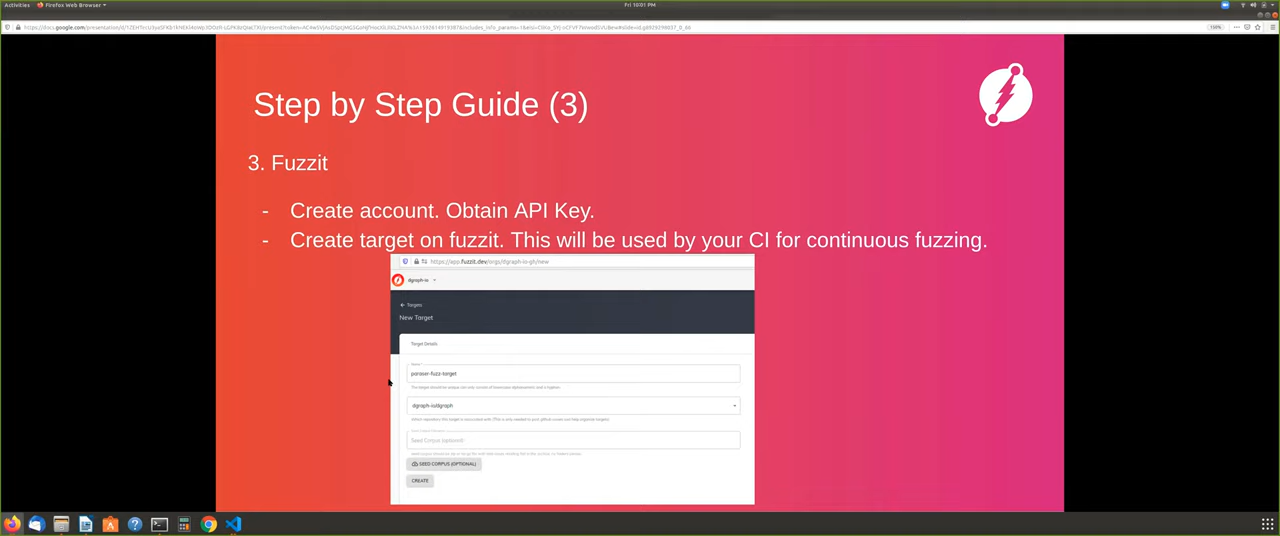 Activities
Firefox Web Browser
Fri 10:01 PM
150%
Step by Step Guide (3)
3. Fuzzit
- Create account. Obtain API Key.
- Create target on fuzzit. This will be used by your CI for continuous fuzzing.
https://app.fuzzit.dev/orgs/dgraph-io-gh/new
dgraph-io
Targets
New Target
Target Details
Name*
paraser-fuzz-target
dgraph-io/dgraph
Seed Corpus (optional)
SEED CORPUS (OPTIONAL)
CREATE